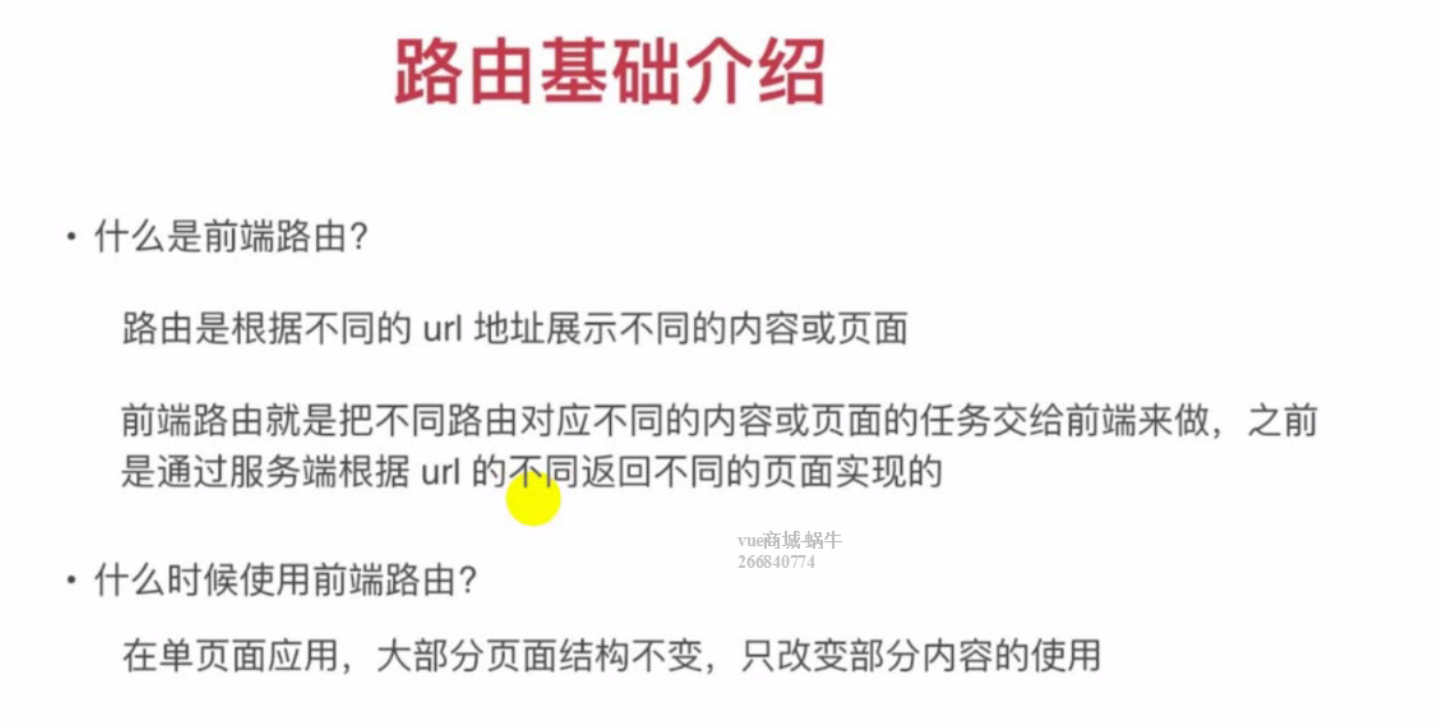 路由基础介绍
• 什么是前端路由？
路由是根据不同的 url 地址展示不同的内容或页面
前端路由就是把不同路由对应不同的内容或页面的任务交给前端来做，之前
是通过服务端根据 url 的不同返回不同的页面实现的
vue商城-蜗牛
266840774
• 什么时候使用前端路由？
在单页面应用，大部分页面结构不变，只改变部分内容的使用